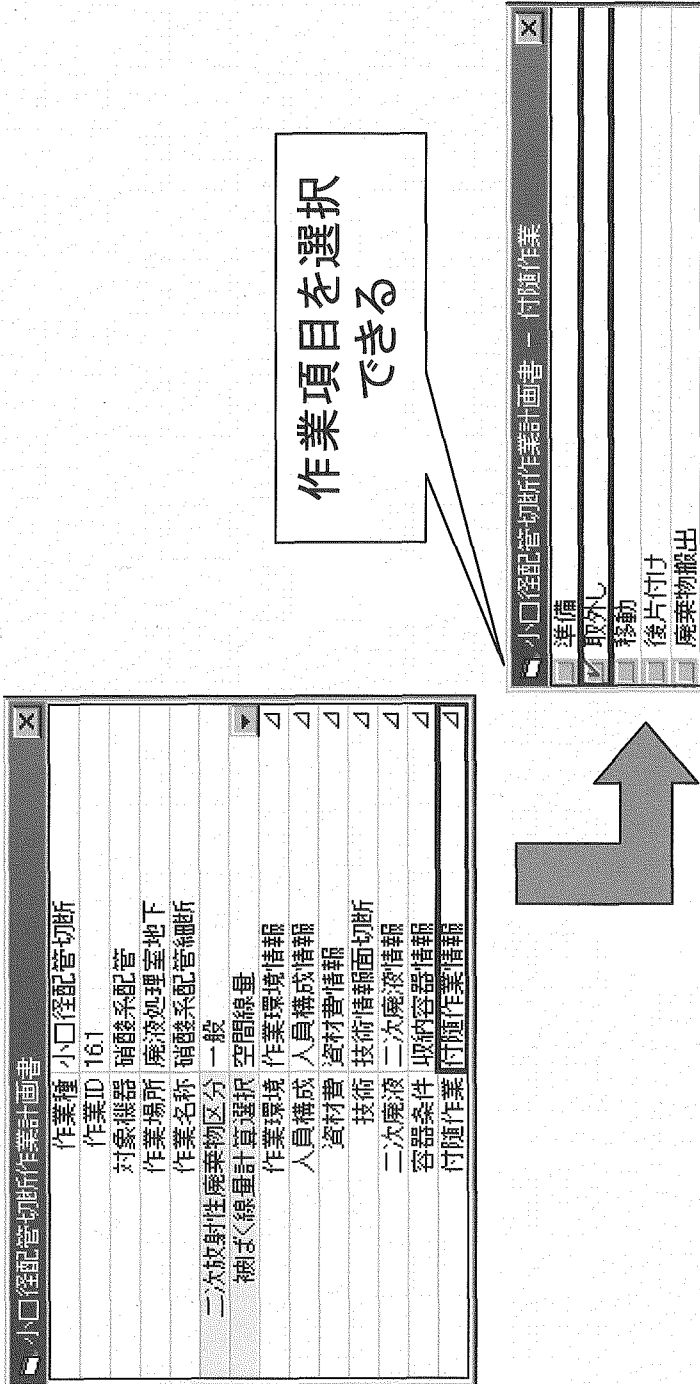 小口径配管切断作業計画書
作業種 小口径配管切断
作業ID 16.1
対象機器 硝酸系配管
作業場所 廃液処理室地下
作業名称 硝酸系配管細断
二次放射性廃棄物区分 一般
被ばく線量計算選択 空間線量
作業環境 作業環境情報
人員構成 人員構成情報
資材費 資材費情報
技術 技術情報面切断
二次廃液 二次廃液情報
容器条件 収納容器情報
付随作業 付随作業情報
作業項目を選択
できる
小口径配管切断作業計画書 - 付随作業
準備
取外し
移動
後片付け
廃棄物搬出